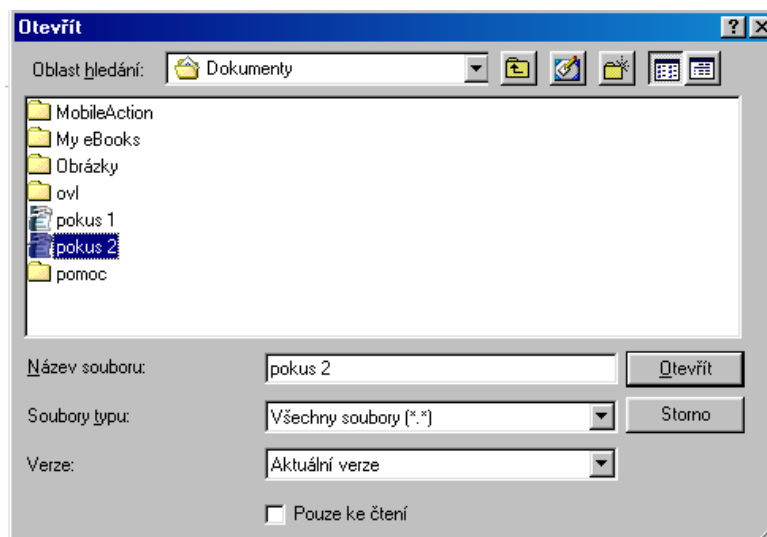 Otevřít
Oblast hledání: Dokumenty
MobileAction
My eBooks
Obrázky
ovl
pokus 1
pokus 2
pomoc
Název souboru: pokus 2 Otevřít
Soubory typu: Všechny soubory (*.*) Storno
Verze: Aktuální verze
Pouze ke čtení